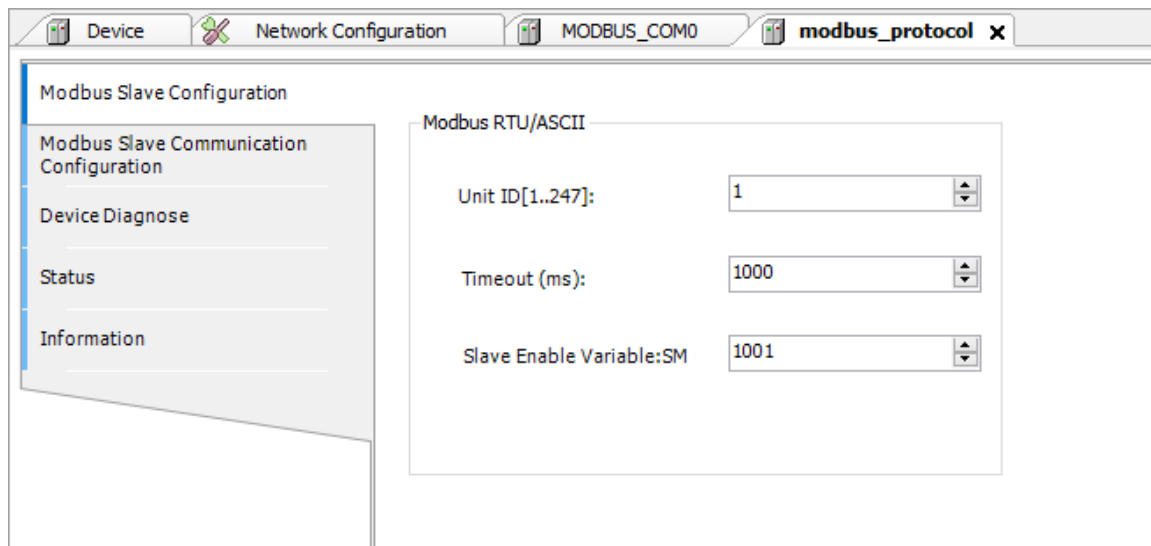 Device
Network Configuration
MODBUS_COM0
modbus_protocol
Modbus Slave Configuration
Modbus Slave Communication
Configuration
Device Diagnose
Status
Information
Modbus RTU/ASCII
Unit ID[1..247]: 1
Timeout (ms): 1000
Slave Enable Variable:SM 1001